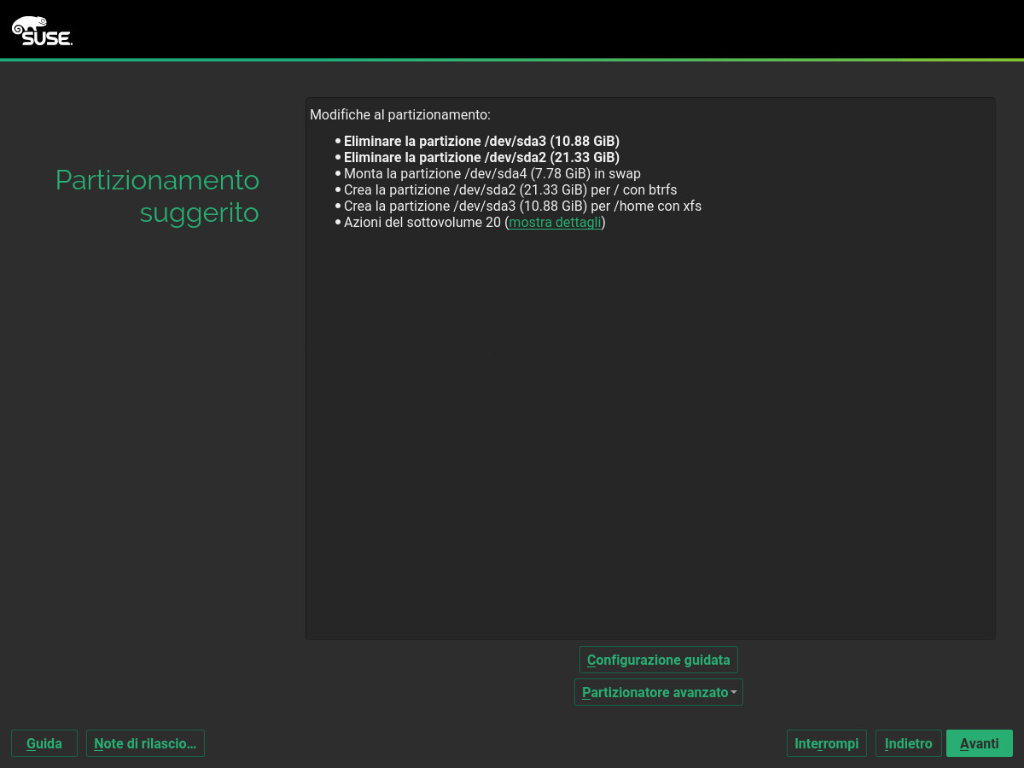 SUSE.
Partizionamento
suggerito
Modifiche al partizionamento:
• Eliminare la partizione /dev/sda3 (10.88 GiB)
• Eliminare la partizione /dev/sda2 (21.33 GiB)
• Monta la partizione /dev/sda4 (7.78 GiB) in swap
• Crea la partizione /dev/sda2 (21.33 GiB) per / con btrfs
• Crea la partizione /dev/sda3 (10.88 GiB) per /home con xfs
• Azioni del sottovolume 20 (mostra dettagli)
Configurazione guidata
Partizionatore avanzato
Guida
Note di rilascio...
Interrompi
Indietro
Avanti